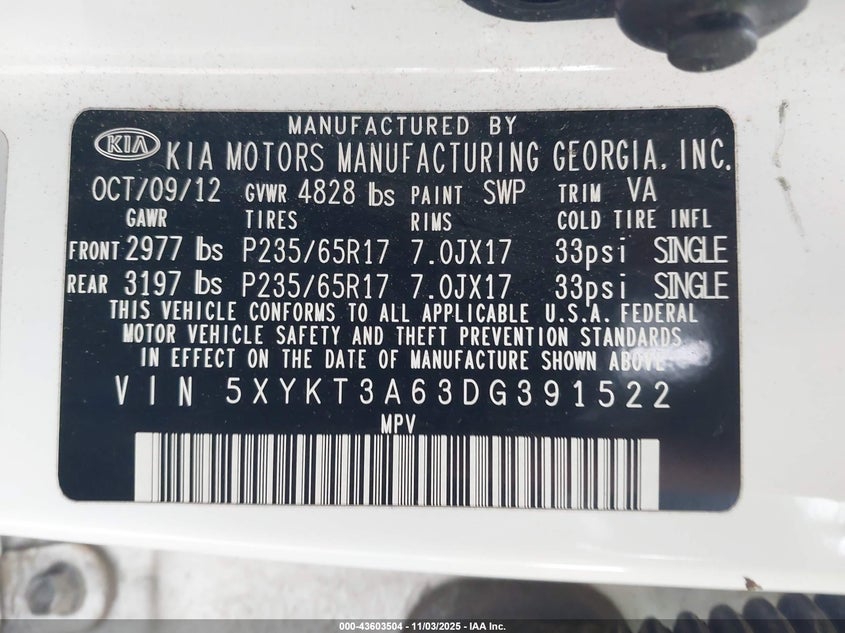 MANUFACTURED BY
KIA KIA MOTORS MANUFACTURING GEORGIA, INC.
OCT/09/12 GVWR 4828 lbs PAINT SWP TRIM VA
GAWR TIRES RIMS COLD TIRE INFL
FRONT 2977 lbs P235/65R17 7.0JX17 33psi SINGLE
REAR 3197 lbs P235/65R17 7.0JX17 33psi SINGLE
THIS VEHICLE CONFORMS TO ALL APPLICABLE U.S.A. FEDERAL
MOTOR VEHICLE SAFETY AND THEFT PREVENTION STANDARDS
IN EFFECT ON THE DATE OF MANUFACTURE SHOWN ABOVE.
VIN 5XYKT3A63DG391522
MPV
000-43603504 - 11/03/2025 - IAA Inc.